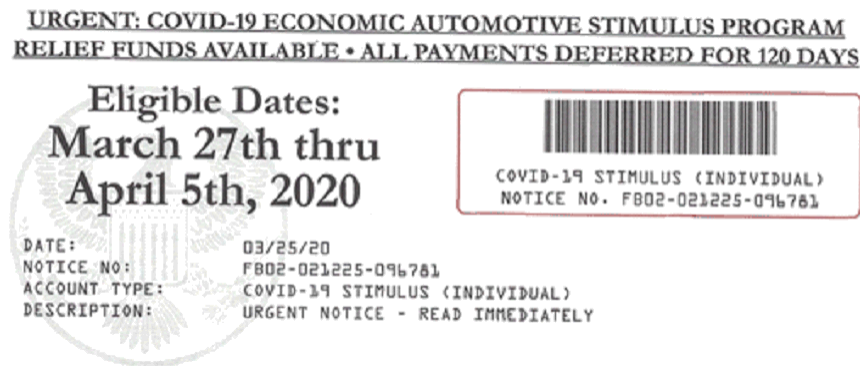 URGENT: COVID-19 ECONOMIC AUTOMOTIVE STIMULUS PROGRAM
RELIEF FUNDS AVAILABLE • ALL PAYMENTS DEFERRED FOR 120 DAYS
Eligible Dates:
March 27th thru
April 5th, 2020
COVID-19 STIMULUS (INDIVIDUAL)
NOTICE NO. FB02-021225-096781
DATE: 03/25/20
NOTICE NO: FB02-021225-096781
ACCOUNT TYPE: COVID-19 STIMULUS (INDIVIDUAL)
DESCRIPTION: URGENT NOTICE - READ IMMEDIATELY